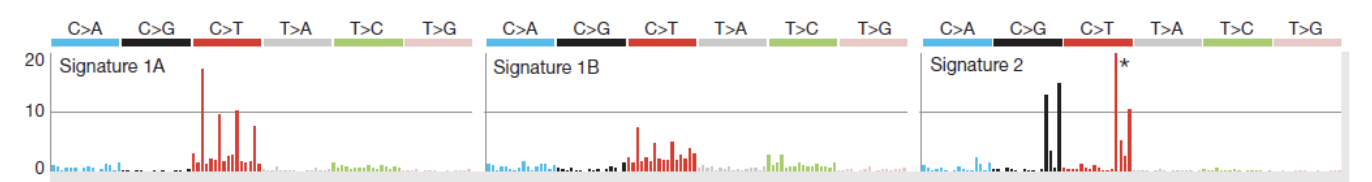 C>A C>G C>T T>A T>C T>G C>A C>G C>T T>A T>C T>G C>A C>G C>T T>A T>C T>G
20 Signature 1A Signature 1B Signature 2 *
10
0